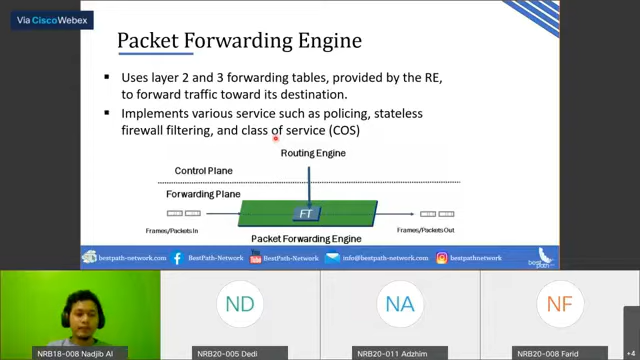 Via Cisco Webex
Packet Forwarding Engine
Uses layer 2 and 3 forwarding tables, provided by the RE,
to forward traffic toward its destination.
Implements various service such as policing, stateless
firewall filtering, and class of service (COS)
Routing Engine
Control Plane
Forwarding Plane
FT
Frames/Packets In
Frames/Packets Out
Packet Forwarding Engine
bestpath-network.com
BestPath-Network
BestPath-Network
info@bestpath-network.com
bestpathnetwork
ND
NA
NF
NRB18-008 Nadjib Al
NRB20-005 Dedi
NRB20-011 Adzhim
NRB20-008 Farid
+4